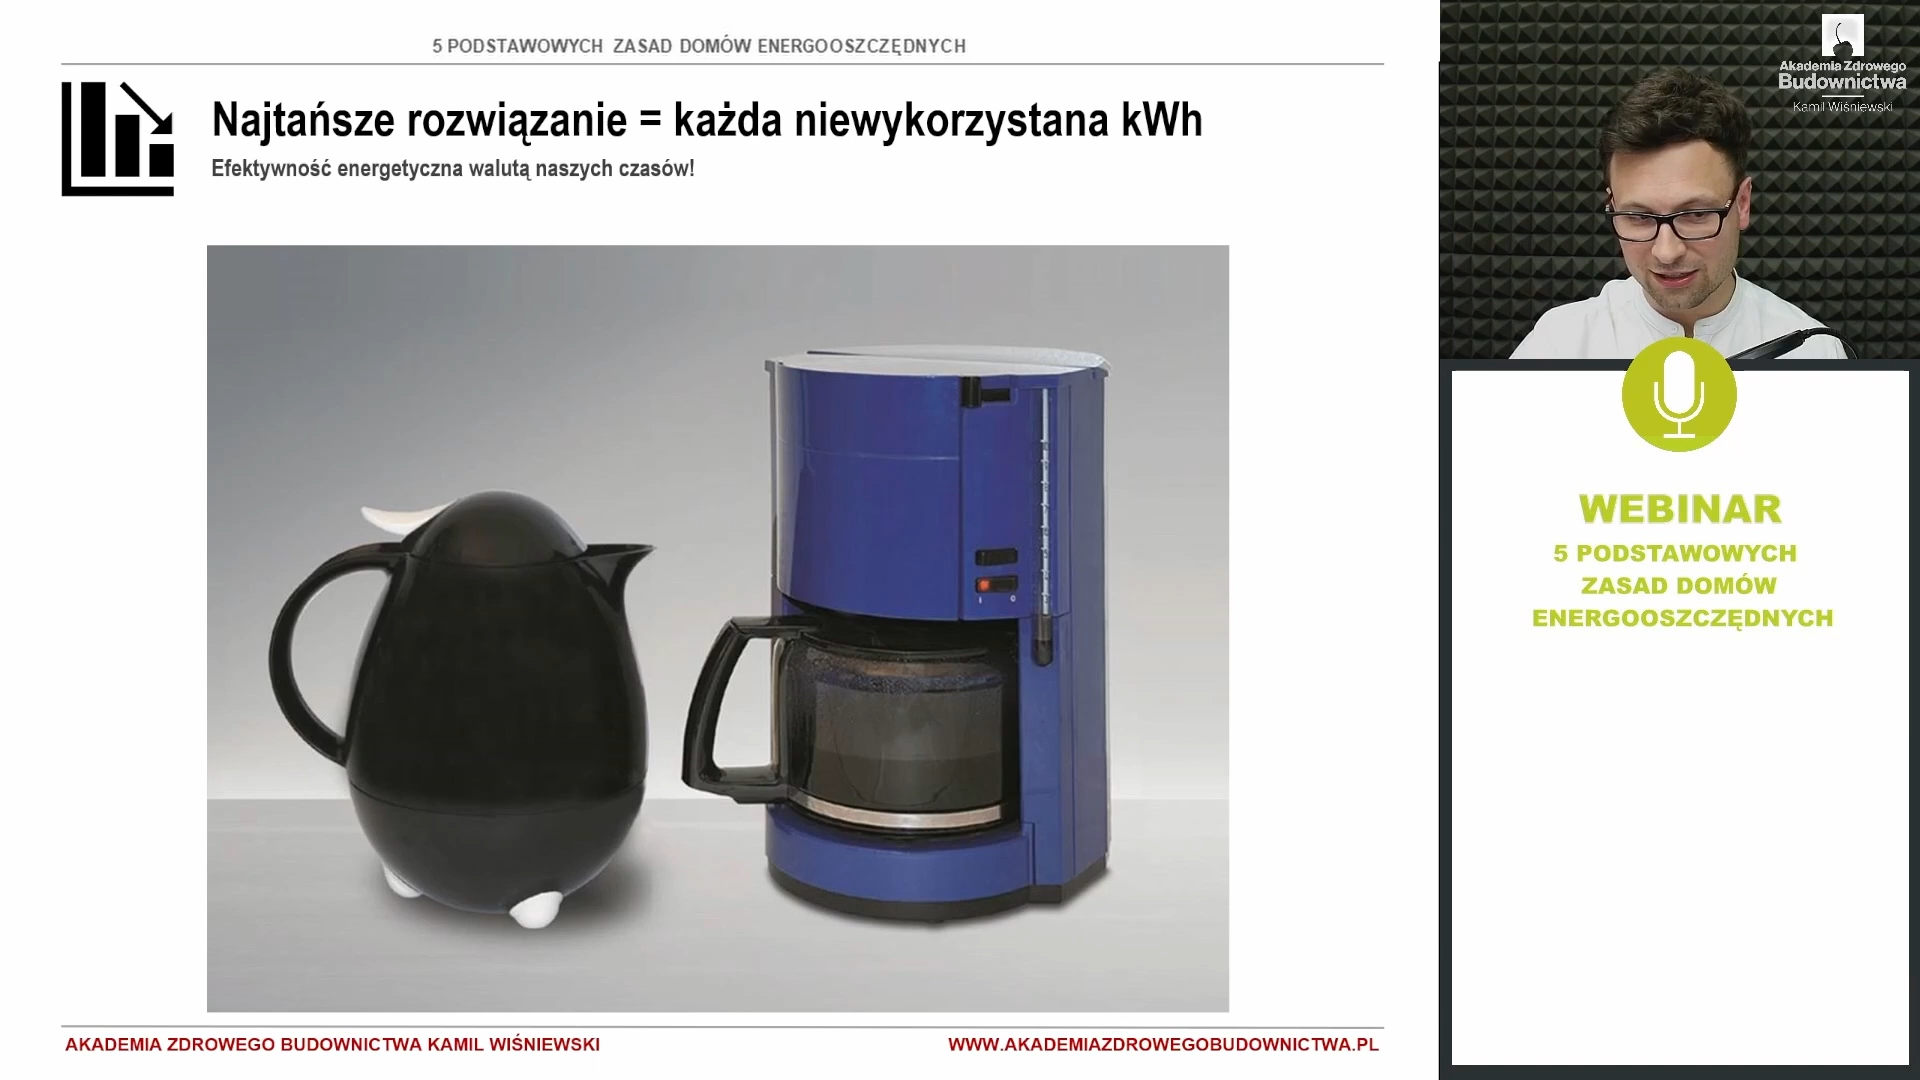 5 PODSTAWOWYCH ZASAD DOMÓW ENERGOOSZCZĘDNYCH
Najtańsze rozwiązanie = każda niewykorzystana kWh
Efektywność energetyczna walutą naszych czasów!
AKADEMIA ZDROWEGO BUDOWNICTWA KAMIL WIŚNIEWSKI
WWW.AKADEMIAZDROWEGOBUDOWNICTWA.PL
Akademia Zdrowego
Budownictwa
Kamil Wiśniewski
WEBINAR
5 PODSTAWOWYCH
ZASAD DOMÓW
ENERGOOSZCZĘDNYCH